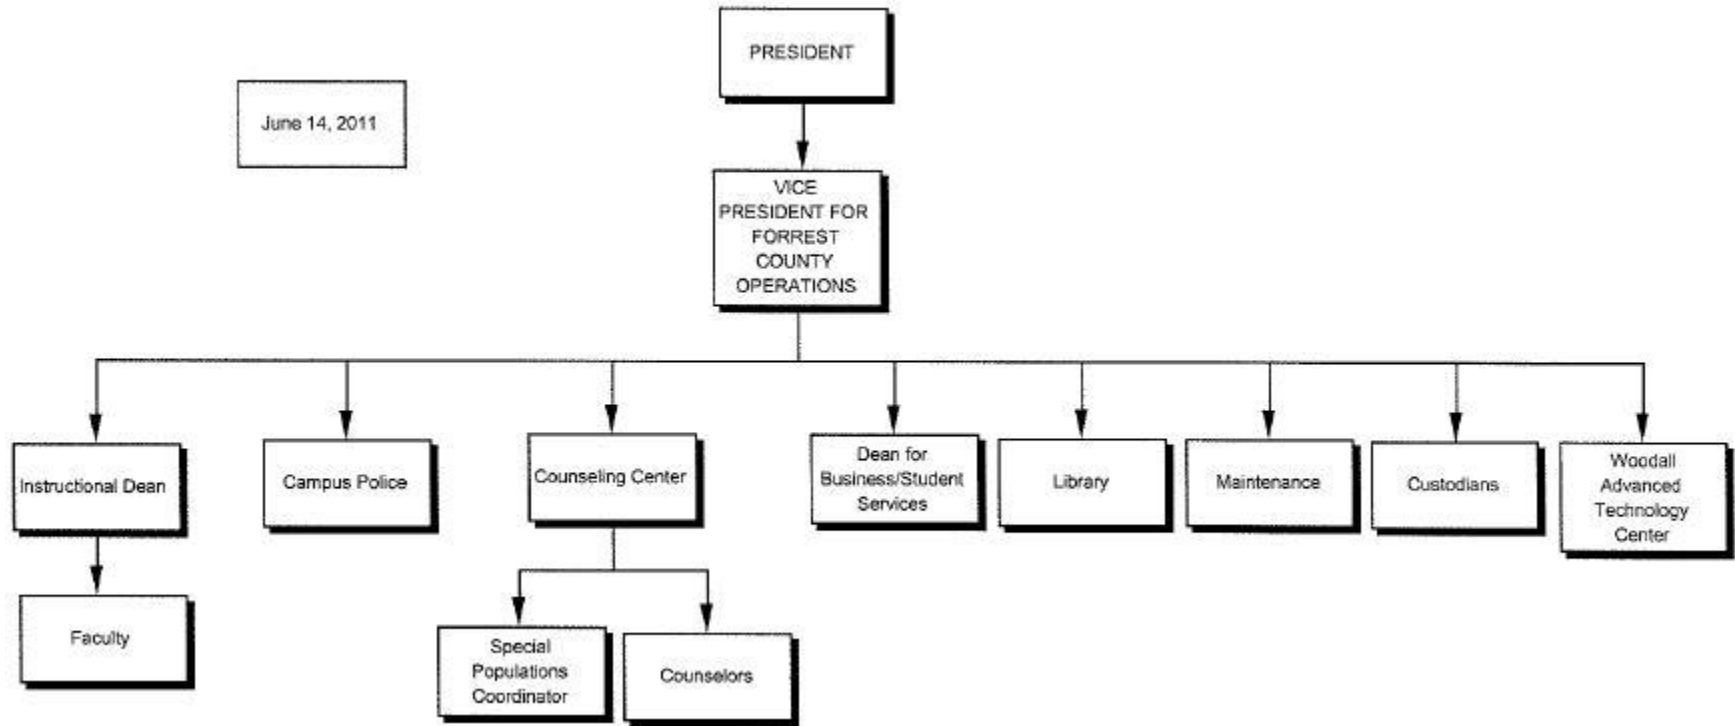 PRESIDENT
June 14, 2011
VICE
PRESIDENT FOR
FORREST
COUNTY
OPERATIONS
Instructional Dean
Campus Police
Counseling Center
Dean for
Business/Student
Services
Library
Maintenance
Custodians
Woodall
Advanced
Technology
Center
Faculty
Special
Populations
Coordinator
Counselors